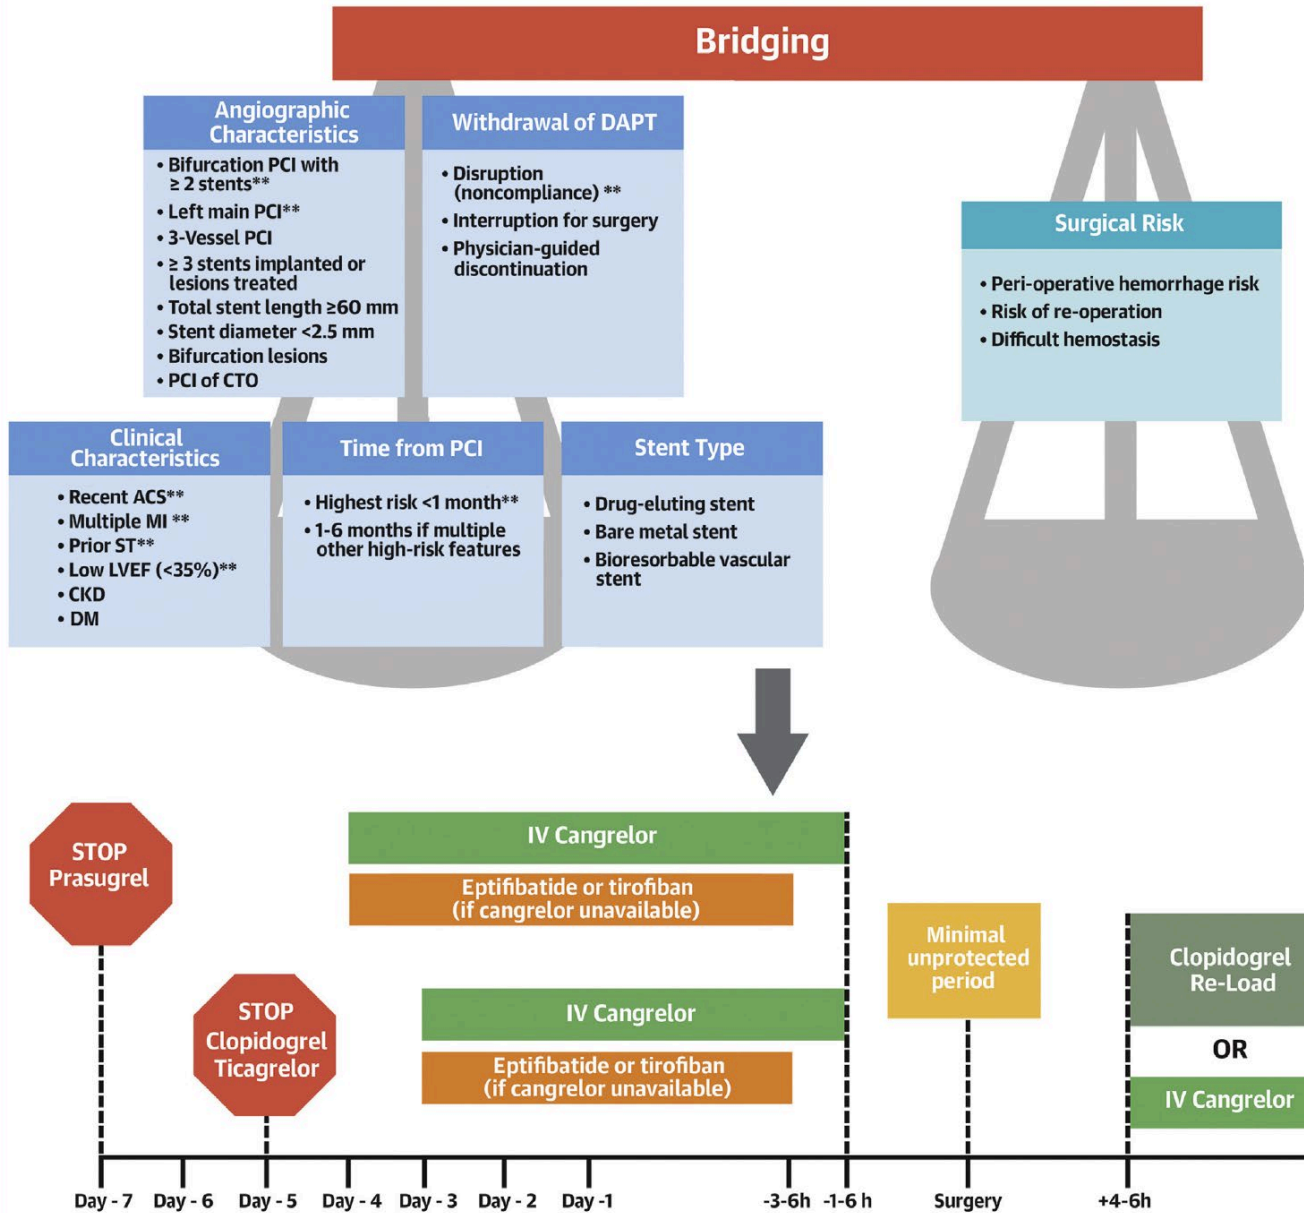 Bridging
Angiographic
Characteristics
• Bifurcation PCI with
≥ 2 stents**
• Left main PCI**
• 3-Vessel PCI
• ≥ 3 stents implanted or
lesions treated
• Total stent length ≥60 mm
• Stent diameter <2.5 mm
• Bifurcation lesions
• PCI of CTO
Withdrawal of DAPT
• Disruption
(noncompliance) **
• Interruption for surgery
• Physician-guided
discontinuation
Surgical Risk
• Peri-operative hemorrhage risk
• Risk of re-operation
• Difficult hemostasis
Clinical
Characteristics
• Recent ACS**
• Multiple MI **
• Prior ST**
• Low LVEF (<35%)**
• CKD
• DM
Time from PCI
• Highest risk <1 month**
• 1-6 months if multiple
other high-risk features
Stent Type
• Drug-eluting stent
• Bare metal stent
• Bioresorbable vascular
stent
STOP
Prasugrel
IV Cangrelor
Eptifibatide or tirofiban
(if cangrelor unavailable)
STOP
Clopidogrel
Ticagrelor
IV Cangrelor
Eptifibatide or tirofiban
(if cangrelor unavailable)
Minimal
unprotected
period
Clopidogrel
Re-Load
OR
IV Cangrelor
Day - 7
Day - 6
Day - 5
Day - 4
Day - 3
Day - 2
Day -1
-3-6h
-1-6 h
Surgery
+4-6h